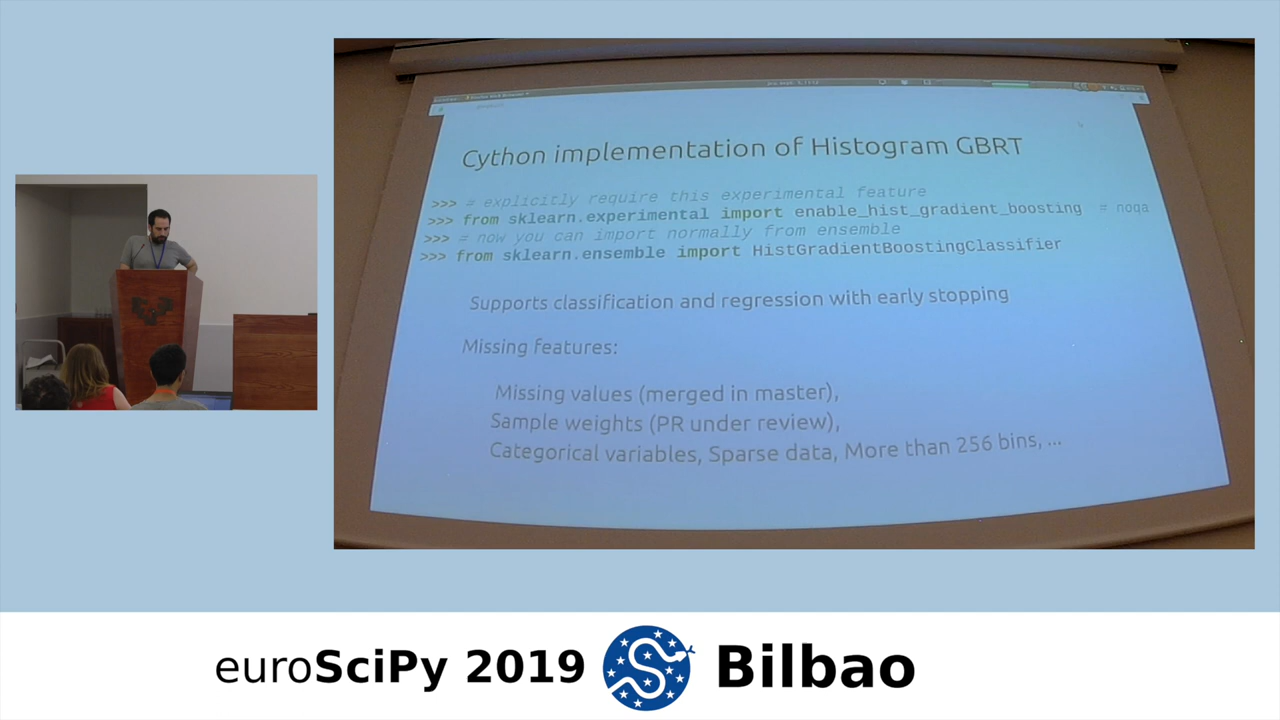 Cython implementation of Histogram GBRT
>>> # explicitly require this experimental feature
>>> from sklearn.experimental import enable_hist_gradient_boosting # noqa
>>> # now you can import normally from ensemble
>>> from sklearn.ensemble import HistGradientBoostingClassifier
Supports classification and regression with early stopping
Missing features:
Missing values (merged in master),
Sample weights (PR under review),
Categorical variables, Sparse data, More than 256 bins, ...
euroSciPy 2019 Bilbao